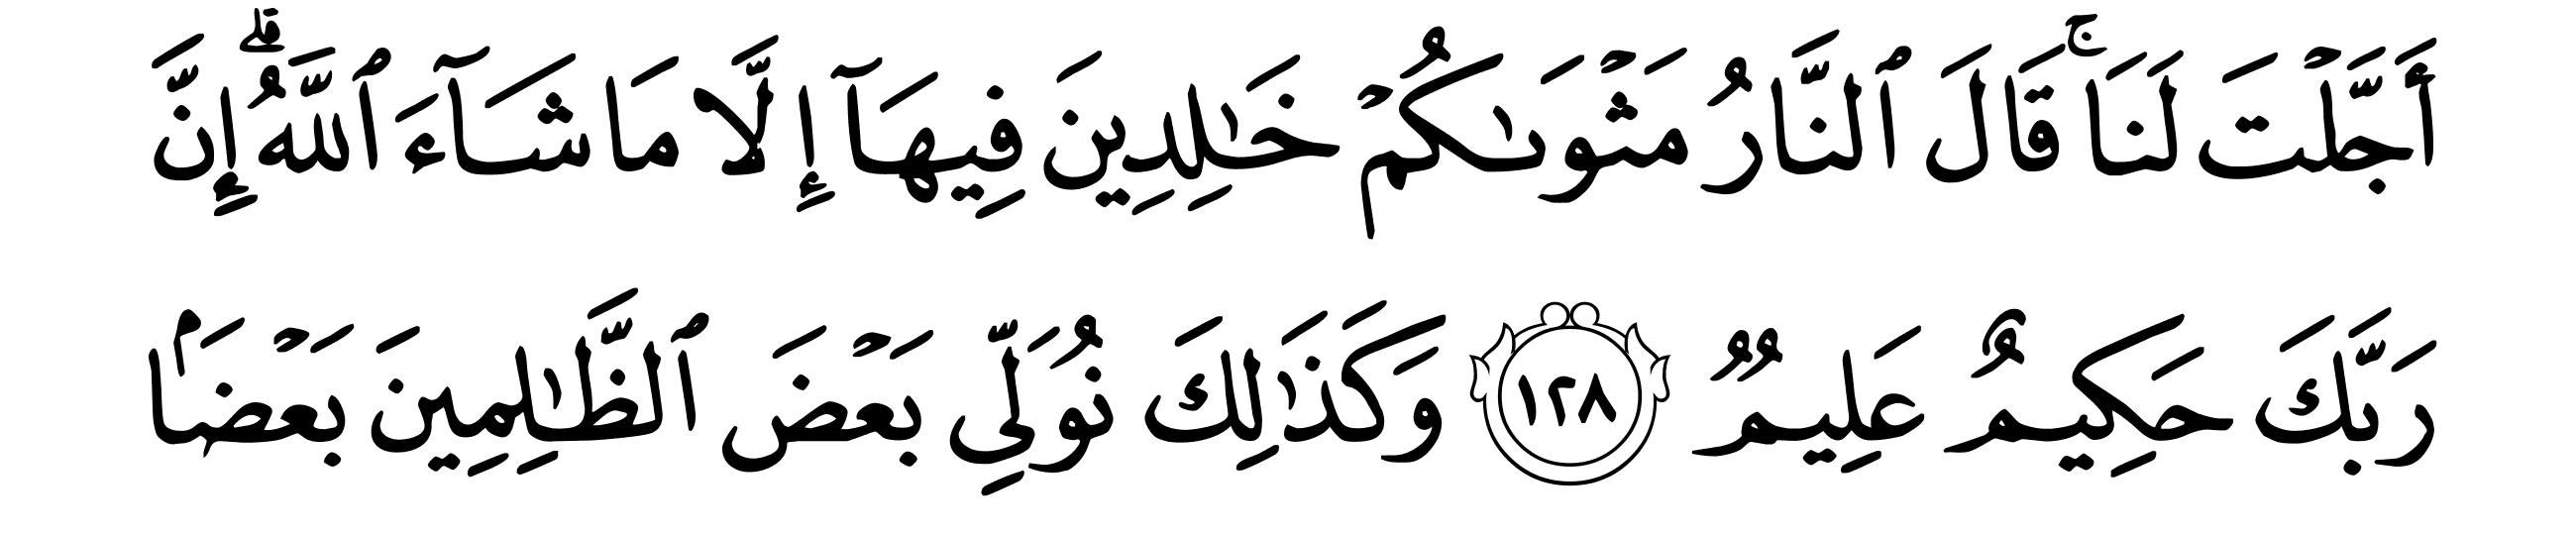 أَجَّلۡتَ لَنَاۚ قَالَ ٱلنَّارُ مَثۡوَىٰكُمۡ خَٰلِدِينَ فِيهَآ إِلَّا مَا شَآءَ ٱللَّهُۗ إِنَّ
رَبَّكَ حَكِيمٌ عَلِيمٞ ١٢٨ وَكَذَٰلِكَ نُوَلِّي بَعۡضَ ٱلظَّٰلِمِينَ بَعۡضَۢا